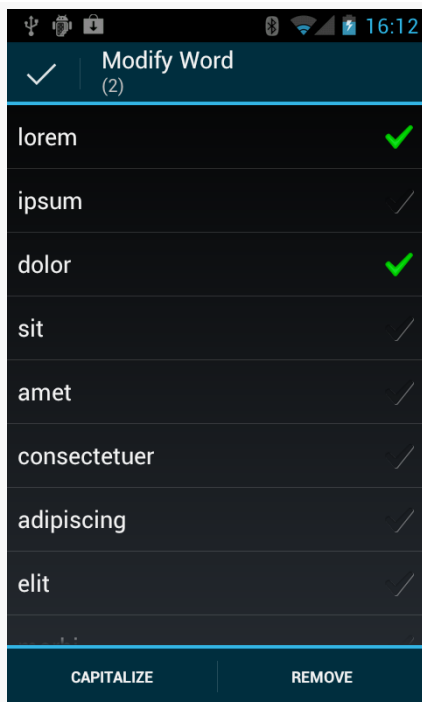 16:12
Modify Word
(2)
lorem
ipsum
dolor
sit
amet
consectetuer
adipiscing
elit
CAPITALIZE REMOVE